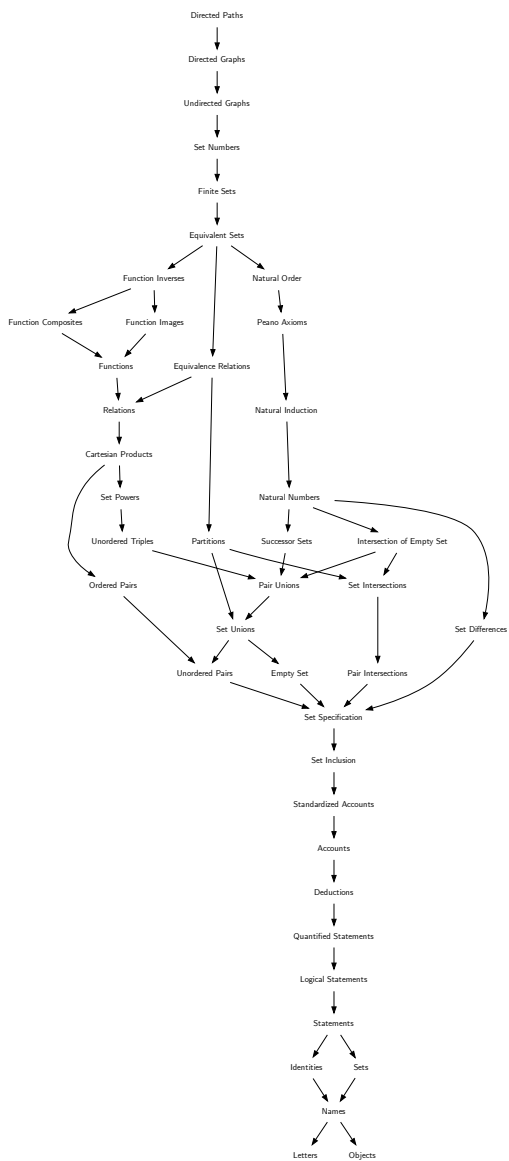 Directed Paths
Directed Graphs
Undirected Graphs
Set Numbers
Finite Sets
Equivalent Sets
Function Inverses
Natural Order
Function Composites
Function Images
Peano Axioms
Functions
Equivalence Relations
Relations
Natural Induction
Cartesian Products
Set Powers
Natural Numbers
Unordered Triples
Partitions
Successor Sets
Intersection of Empty Set
Ordered Pairs
Pair Unions
Set Intersections
Set Unions
Set Differences
Unordered Pairs
Empty Set
Pair Intersections
Set Specification
Set Inclusion
Standardized Accounts
Accounts
Deductions
Quantified Statements
Logical Statements
Statements
Identities
Sets
Names
Letters
Objects